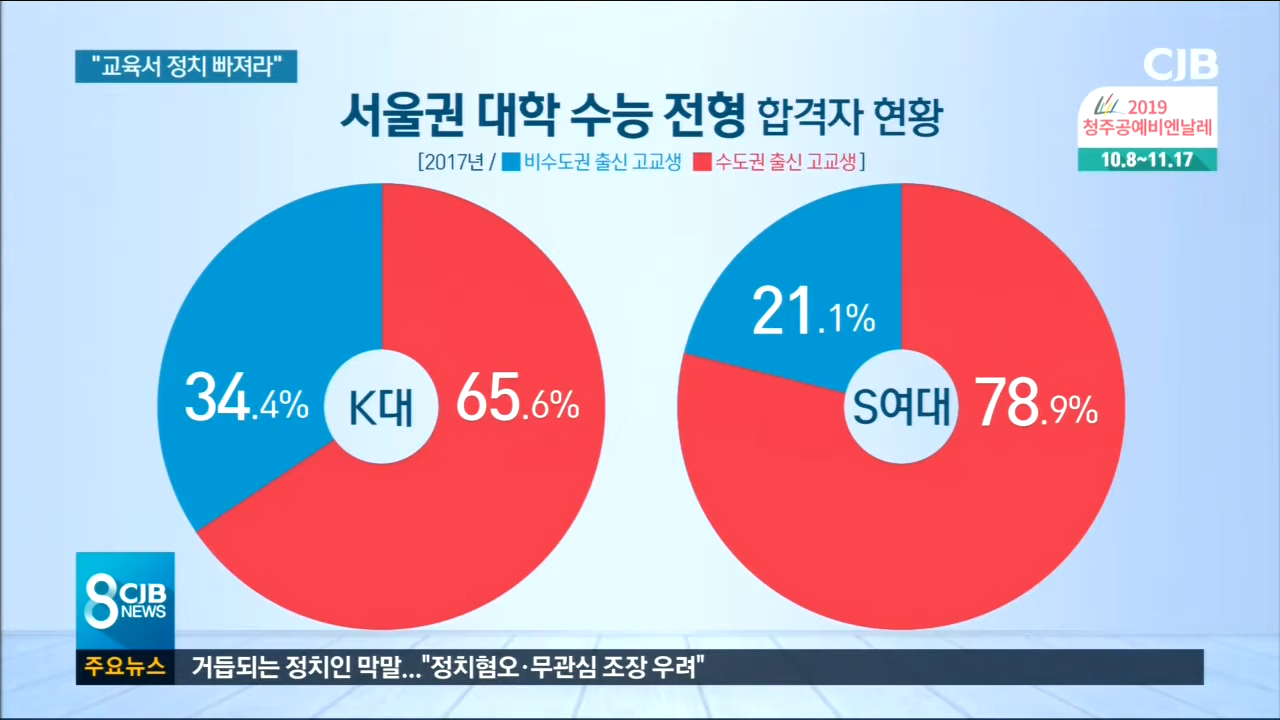 "교육서 정치 빠져라"
CJB
서울권 대학 수능 전형 합격자 현황
2019
청주공예비엔날레
10.8~11.17
[2017년 / 비수도권 출신 고교생 수도권 출신 고교생]
34.4%
K대
65.6%
21.1%
S여대
78.9%
8 CJB
NEWS
주요뉴스 거듭되는 정치인 막말..."정치혐오·무관심 조장 우려"